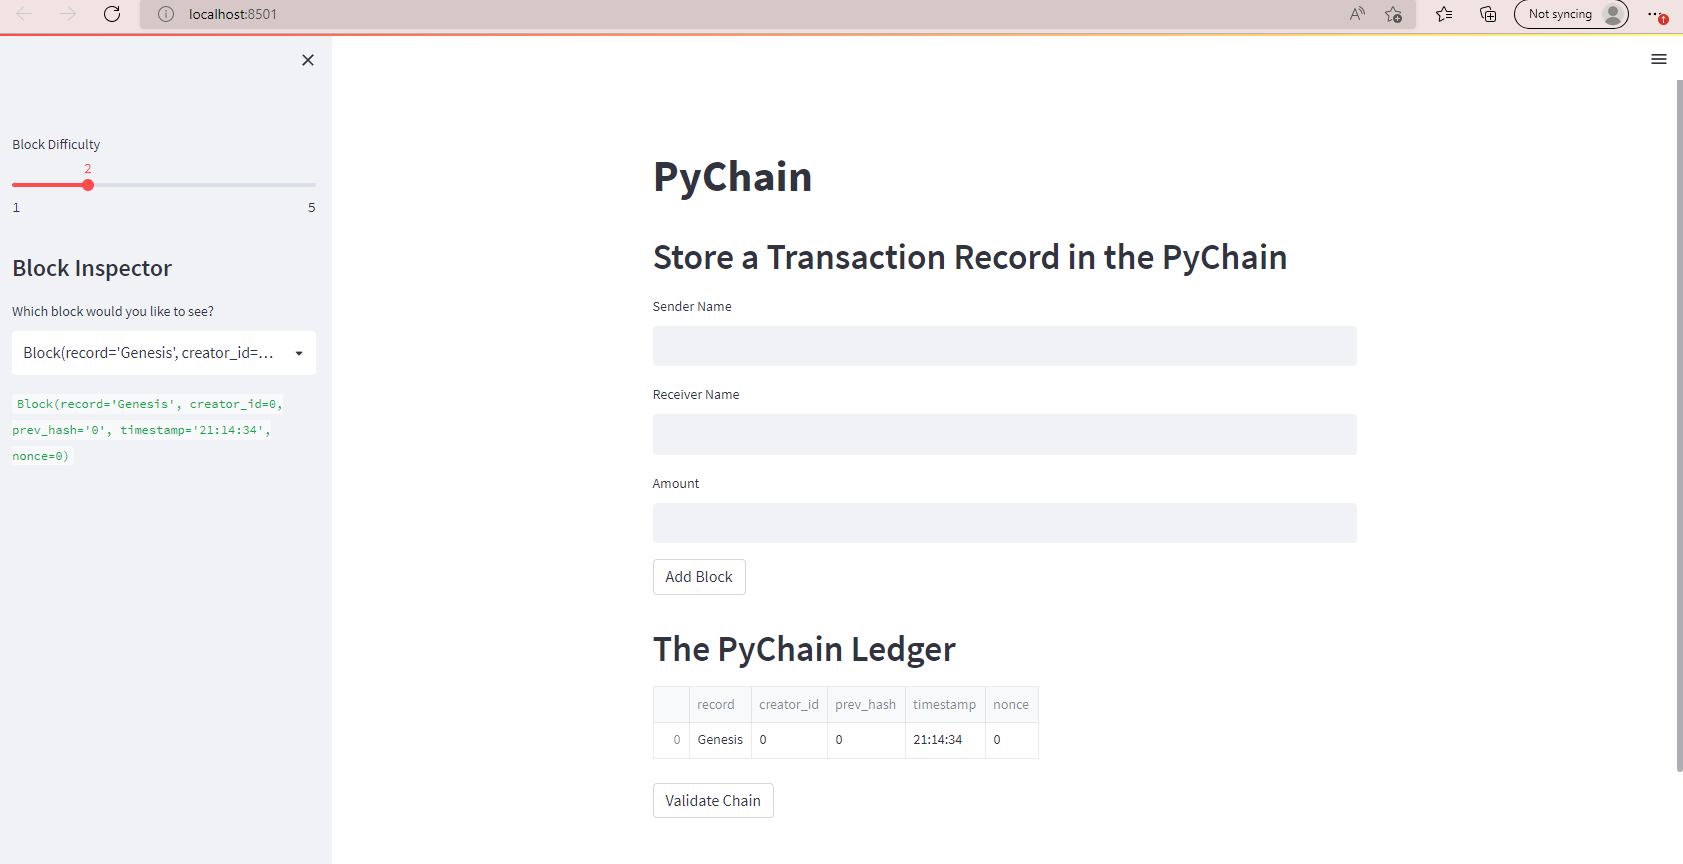 localhost:8501
Not syncing
Block Difficulty
2
1 5
Block Inspector
Which block would you like to see?
Block(record='Genesis', creator_id=...
Block(record='Genesis', creator_id=0,
prev_hash='0', timestamp='21:14:34',
nonce=0)
PyChain
Store a Transaction Record in the PyChain
Sender Name
Receiver Name
Amount
Add Block
The PyChain Ledger
record creator_id prev_hash timestamp nonce
0 Genesis 0 0 21:14:34 0
Validate Chain